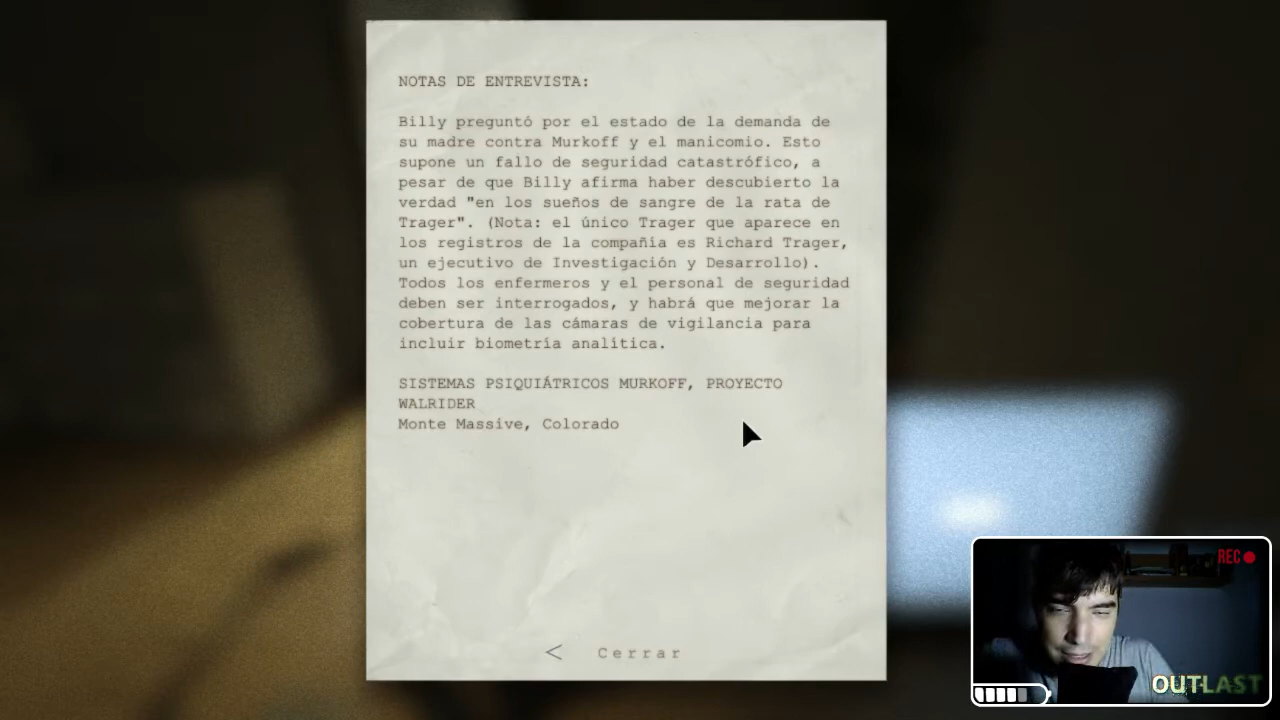 NOTAS DE ENTREVISTA:
Billy preguntó por el estado de la demanda de
su madre contra Murkoff y el manicomio. Esto
supone un fallo de seguridad catastrófico, a
pesar de que Billy afirma haber descubierto la
verdad "en los sueños de sangre de la rata de
Trager". (Nota: el único Trager que aparece en
los registros de la compañía es Richard Trager,
un ejecutivo de Investigación y Desarrollo).
Todos los enfermeros y el personal de seguridad
deben ser interrogados, y habrá que mejorar la
cobertura de las cámaras de vigilancia para
incluir biometría analítica.
SISTEMAS PSIQUIÁTRICOS MURKOFF, PROYECTO
WALRIDER
Monte Massive, Colorado
< Cerrar
REC
OUTLAST